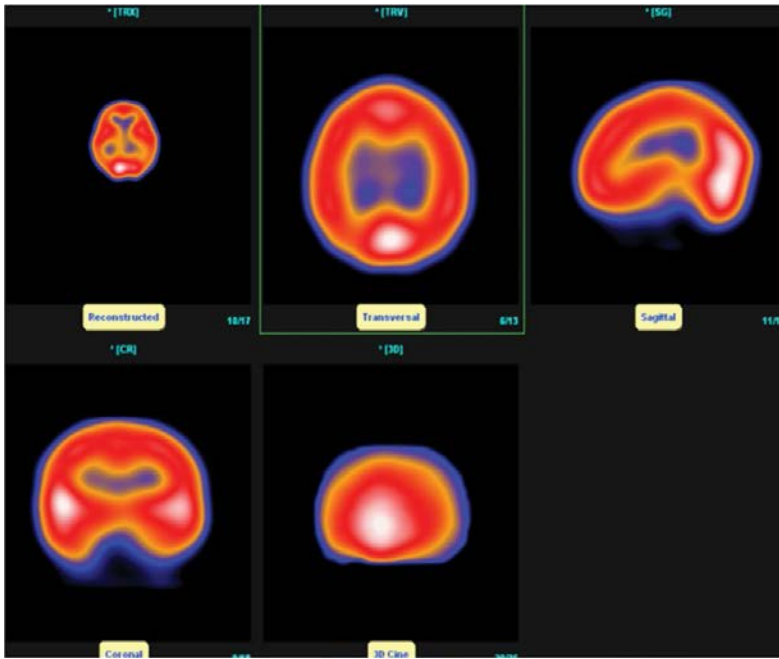 * [TRX]
* [TRV]
* [SG]
Reconstructed
10/17
Transversal
6/13
Sagittal
* [CR]
* [3D]
Coronal
3D Cine